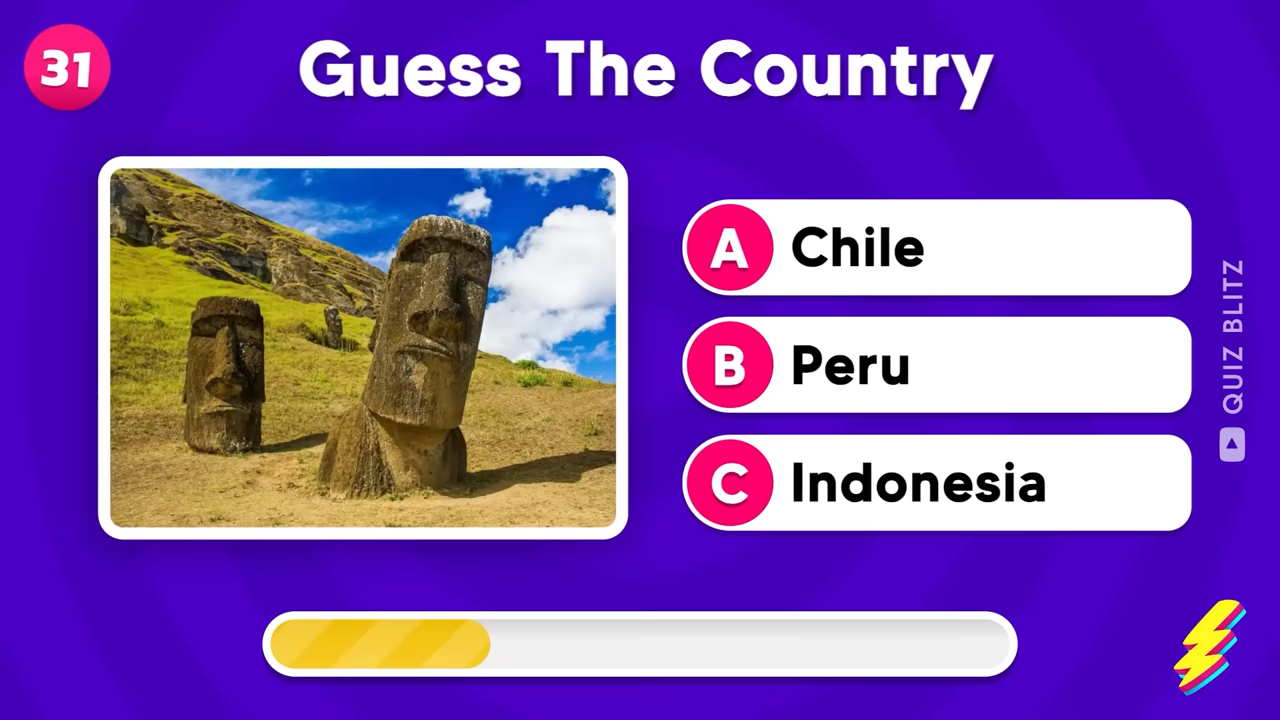 31
Guess The Country
A Chile
B Peru
C Indonesia
QUIZ BLITZ